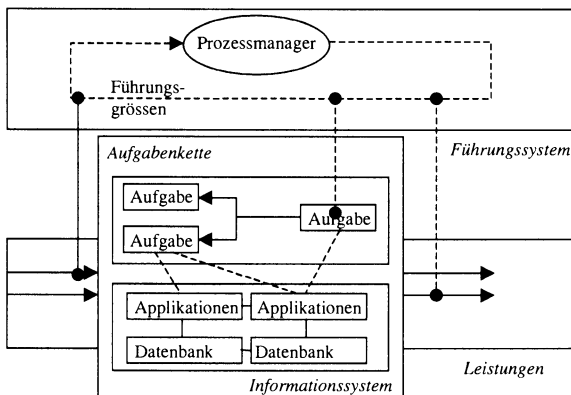 Prozessmanager
Führungs-
grössen
Führungssystem
Aufgabenkette
Aufgabe
Aufgabe
Aufgabe
Applikationen
Applikationen
Datenbank
Datenbank
Informationssystem
Leistungen